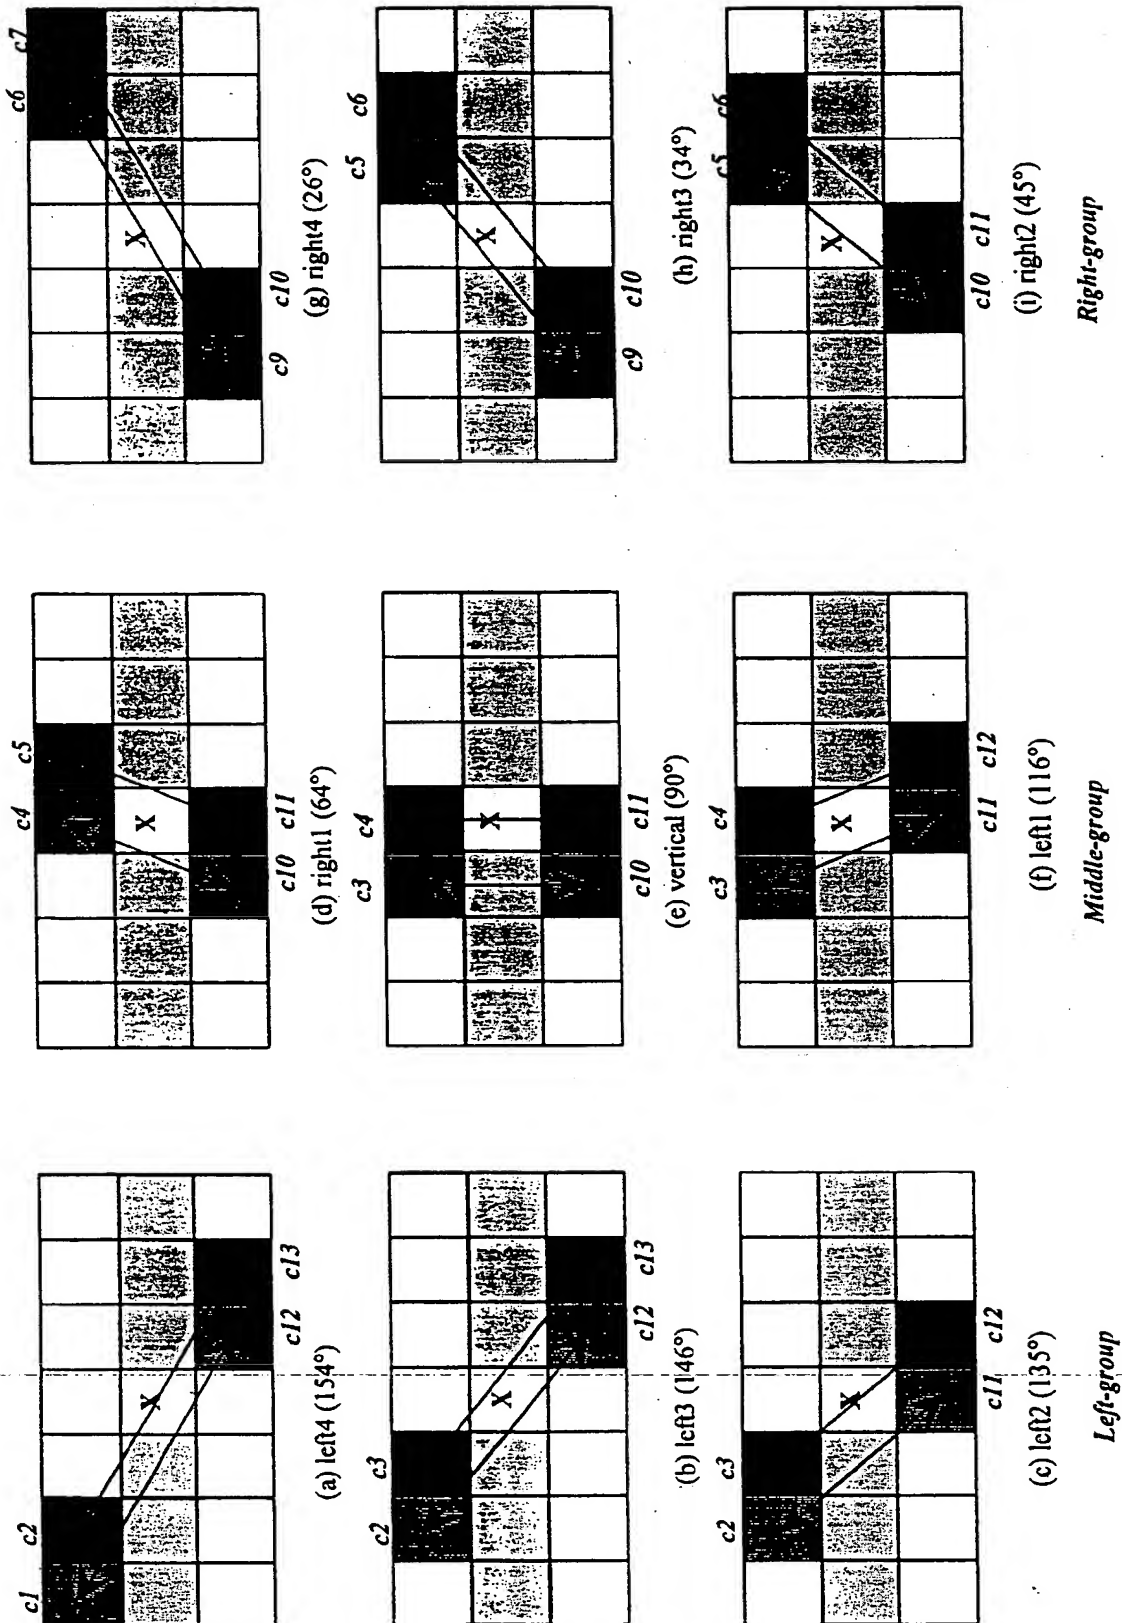 c1 c2
X
c12 c13
(a) left4 (154°)
c2 c3
X
c12 c13
(b) left3 (146°)
c2 c3
X
c11 c12
(c) left2 (135°)
Left-group
c4 c5
X
c10 c11
(d) right1 (64°)
c3 c4
X
c10 c11
(e) vertical (90°)
c3 c4
X
c11 c12
(f) left1 (116°)
Middle-group
c6 c7
X
c9 c10
(g) right4 (26°)
c5 c6
X
c9 c10
(h) right3 (34°)
c5 c6
X
c10 c11
(i) right2 (45°)
Right-group